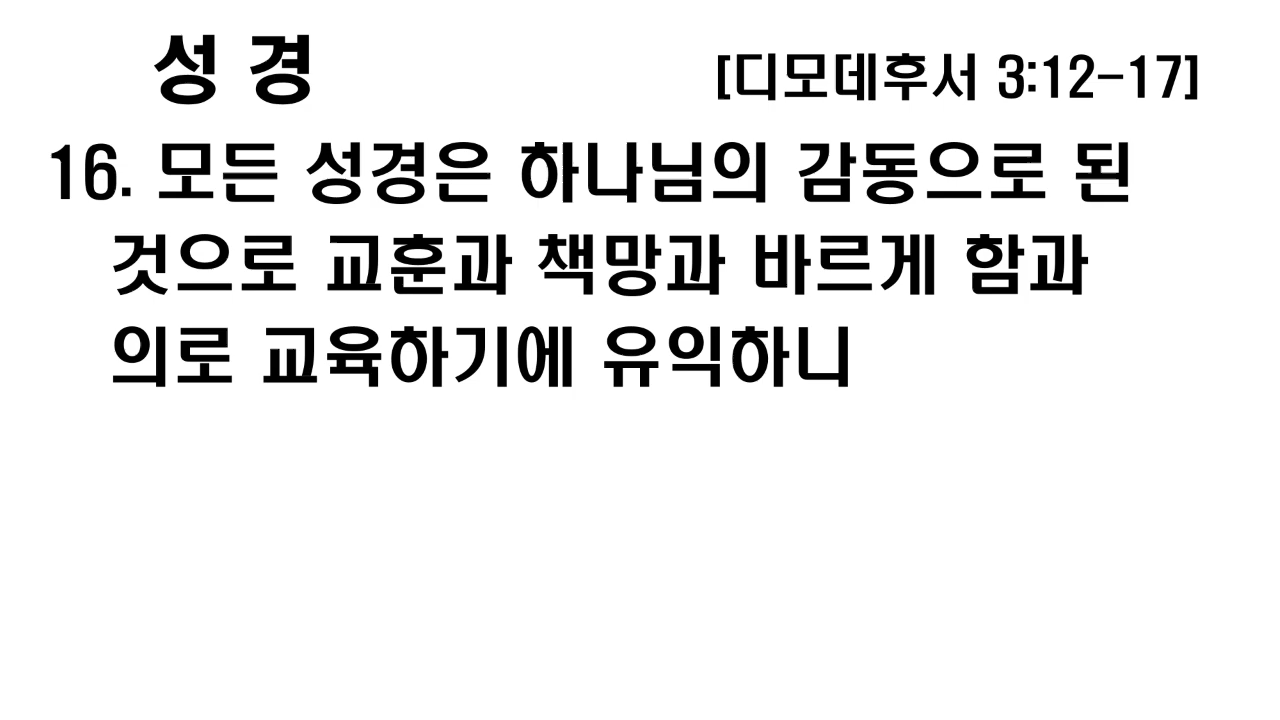 성 경 [디모데후서 3:12-17]
16. 모든 성경은 하나님의 감동으로 된
것으로 교훈과 책망과 바르게 함과
의로 교육하기에 유익하니